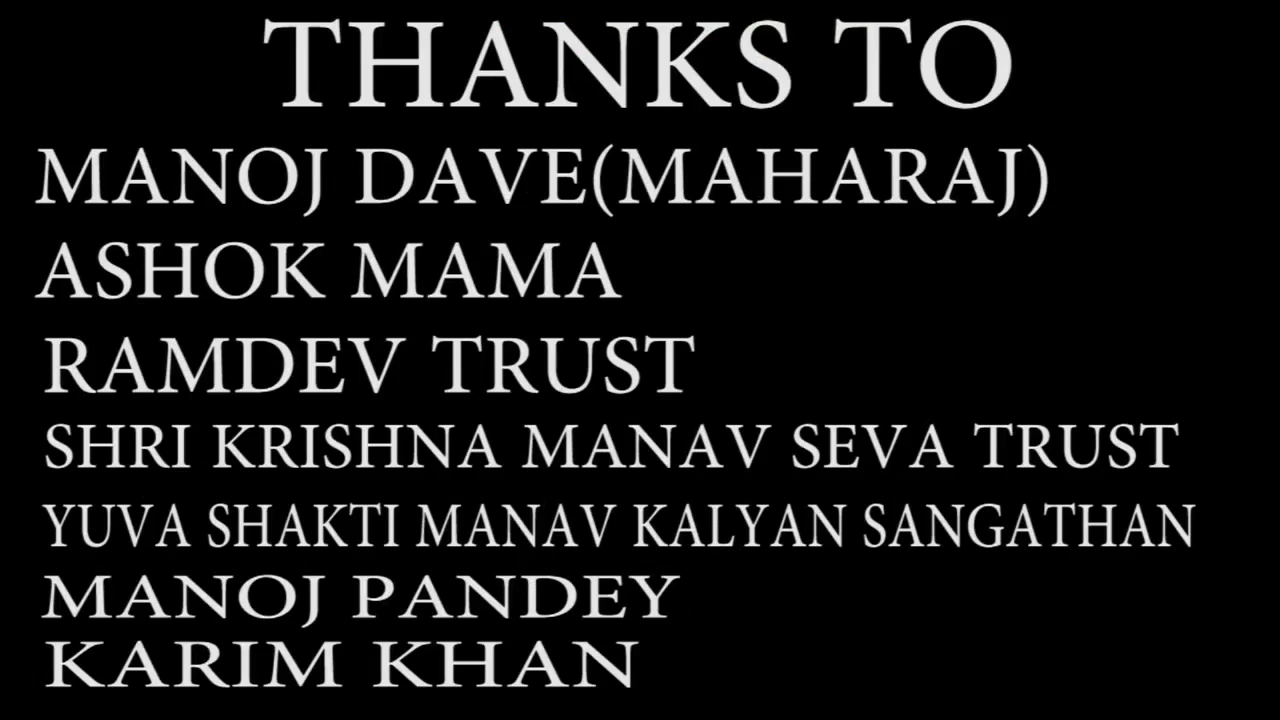 THANKS TO
MANOJ DAVE(MAHARAJ)
ASHOK MAMA
RAMDEV TRUST
SHRI KRISHNA MANAV SEVA TRUST
YUVA SHAKTI MANAV KALYAN SANGATHAN
MANOJ PANDEY
KARIM KHAN